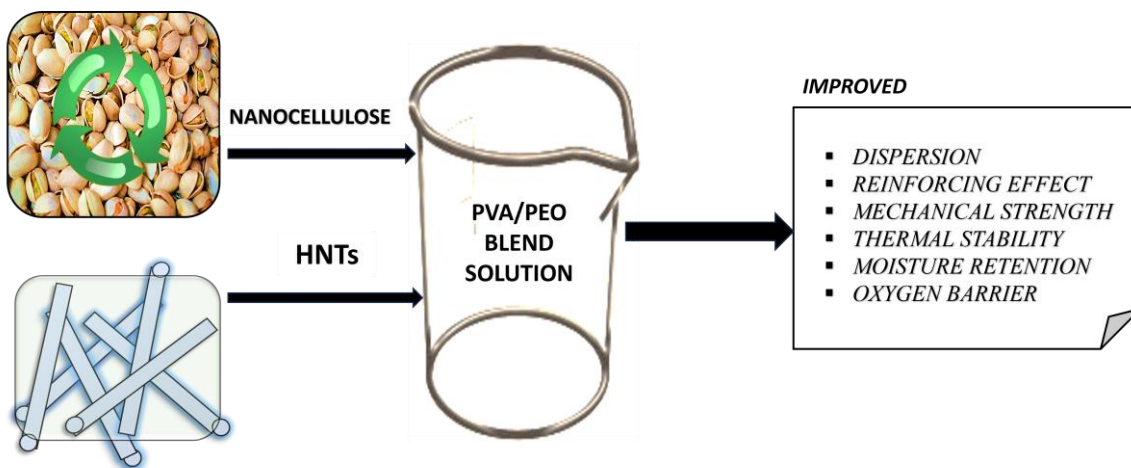 NANOCELLULOSE
HNTs
PVA/PEO
BLEND
SOLUTION
IMPROVED
▪ DISPERSION
▪ REINFORCING EFFECT
▪ MECHANICAL STRENGTH
▪ THERMAL STABILITY
▪ MOISTURE RETENTION
▪ OXYGEN BARRIER